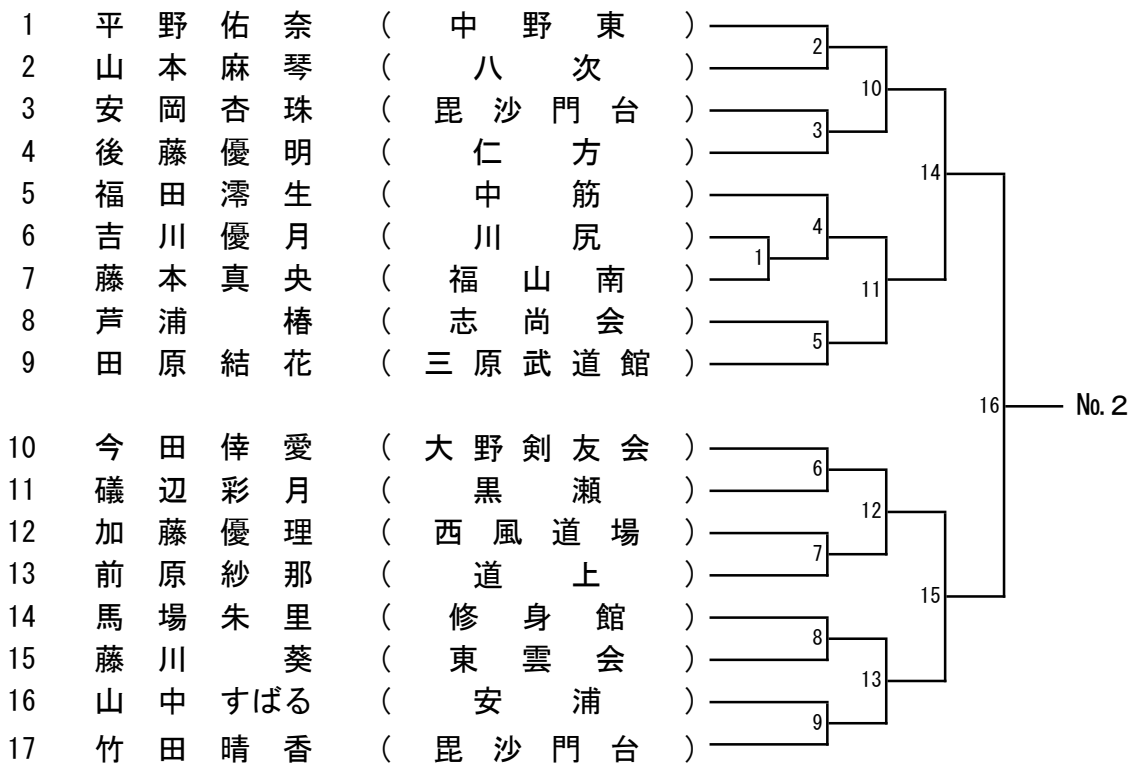 1 平野佑奈 (中野東)
2
2 山本麻琴 (八次)
10
3 安岡杏珠 (毘沙門台)
3
4 後藤優明 (仁方)
14
5 福田澪生 (中筋)
4
6 吉川優月 (川尻)
1
7 藤本真央 (福山南)
11
8 芦浦 椿 (志尚会)
5
9 田原結花 (三原武道館)
16 No.2
10 今田倖愛 (大野剣友会)
6
11 礒辺彩月 (黒瀬)
12
12 加藤優理 (西風道場)
7
13 前原紗那 (道上)
15
14 馬場朱里 (修身館)
8
15 藤川 葵 (東雲会)
13
16 山中すばる (安浦)
9
17 竹田晴香 (毘沙門台)